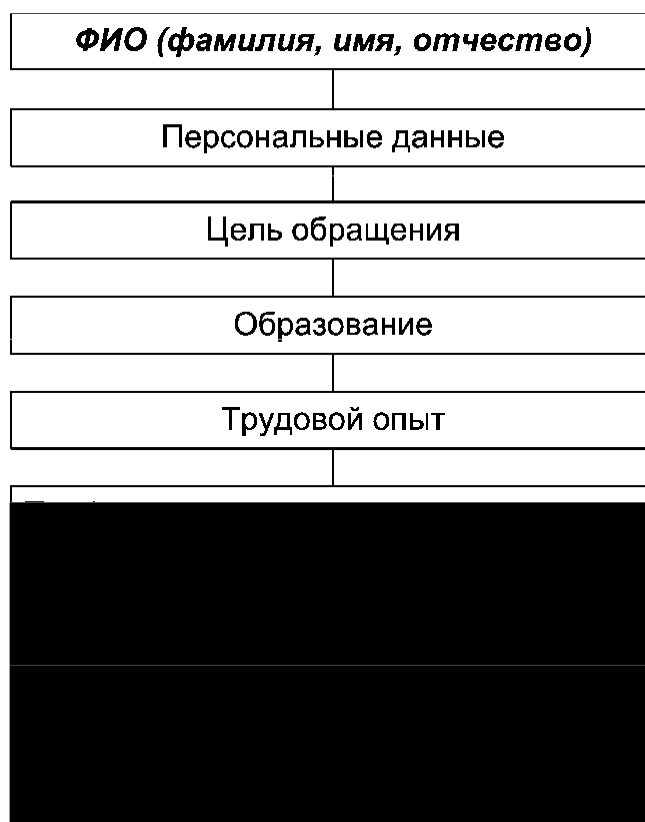 ФИО (фамилия, имя, отчество)
Персональные данные
Цель обращения
Образование
Трудовой опыт